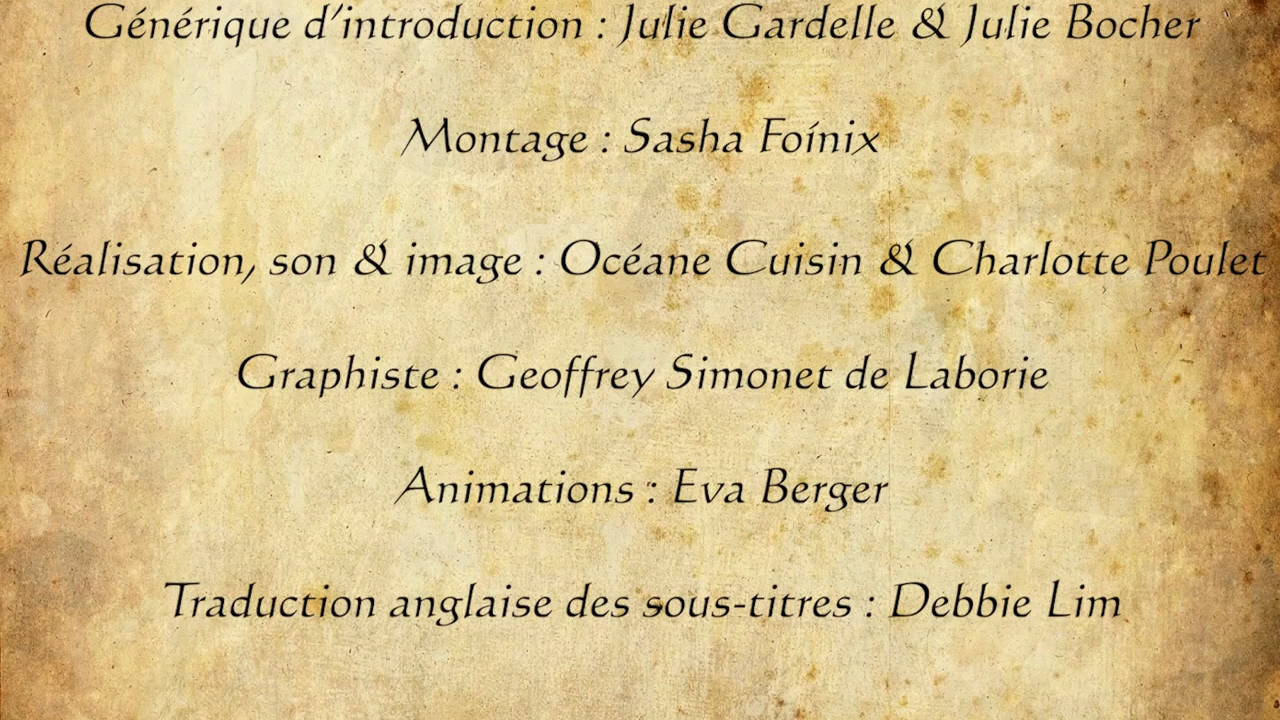 Générique d’introduction : Julie Gardelle & Julie Bocher
Montage : Sasha Foínix
Réalisation, son & image : Océane Cuisin & Charlotte Poulet
Graphiste : Geoffrey Simonet de Laborie
Animations : Eva Berger
Traduction anglaise des sous-titres : Debbie Lim